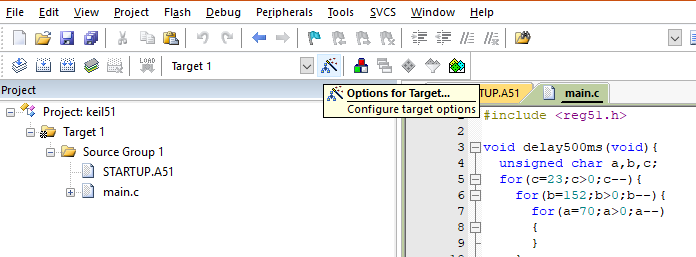 File Edit View Project Flash Debug Peripherals Tools SVCS Window Help
LOAD
Target 1
Project
Options for Target...
Configure target options
TUP.A51
main.c
Project: keil51
Target 1
Source Group 1
STARTUP.A51
main.c
#include <reg51.h>
2
3 void delay500ms(void){
4 unsigned char a,b,c;
5 for(c=23;c>0;c--){
6 for(b=152;b>0;b--){
7 for(a=70;a>0;a--)
8 {
9 }